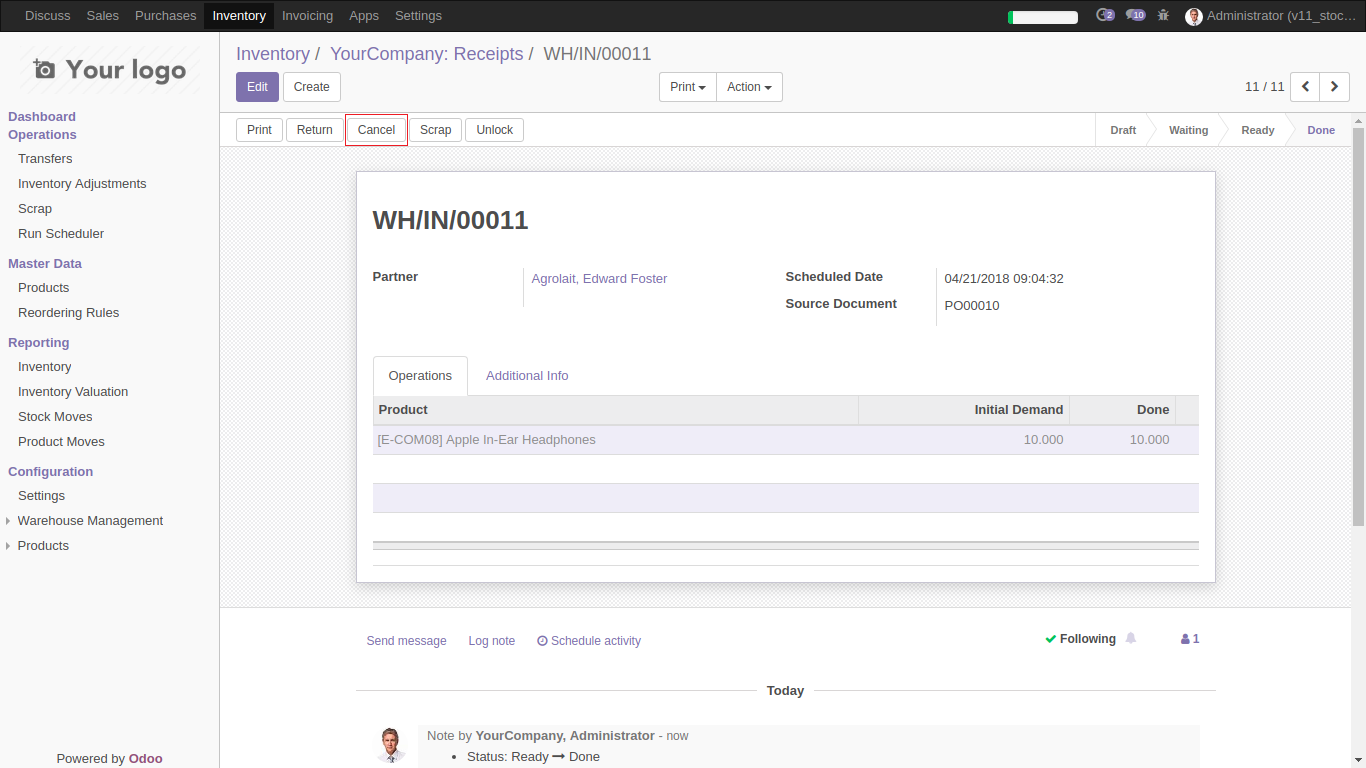 Discuss Sales Purchases Inventory Invoicing Apps Settings 2 10 Administrator (v11_stoc...
Your logo
Inventory / YourCompany: Receipts / WH/IN/00011
Edit Create Print Action 11 / 11
Print Return Cancel Scrap Unlock Draft Waiting Ready Done
Dashboard
Operations
Transfers
Inventory Adjustments
Scrap
Run Scheduler
Master Data
Products
Reordering Rules
Reporting
Inventory
Inventory Valuation
Stock Moves
Product Moves
Configuration
Settings
Warehouse Management
Products
Powered by Odoo
WH/IN/00011
Partner Agrolait, Edward Foster
Scheduled Date 04/21/2018 09:04:32
Source Document PO00010
Operations Additional Info
Product Initial Demand Done
[E-COM08] Apple In-Ear Headphones 10.000 10.000
Send message Log note Schedule activity Following 1
Today
Note by YourCompany, Administrator - now
• Status: Ready → Done